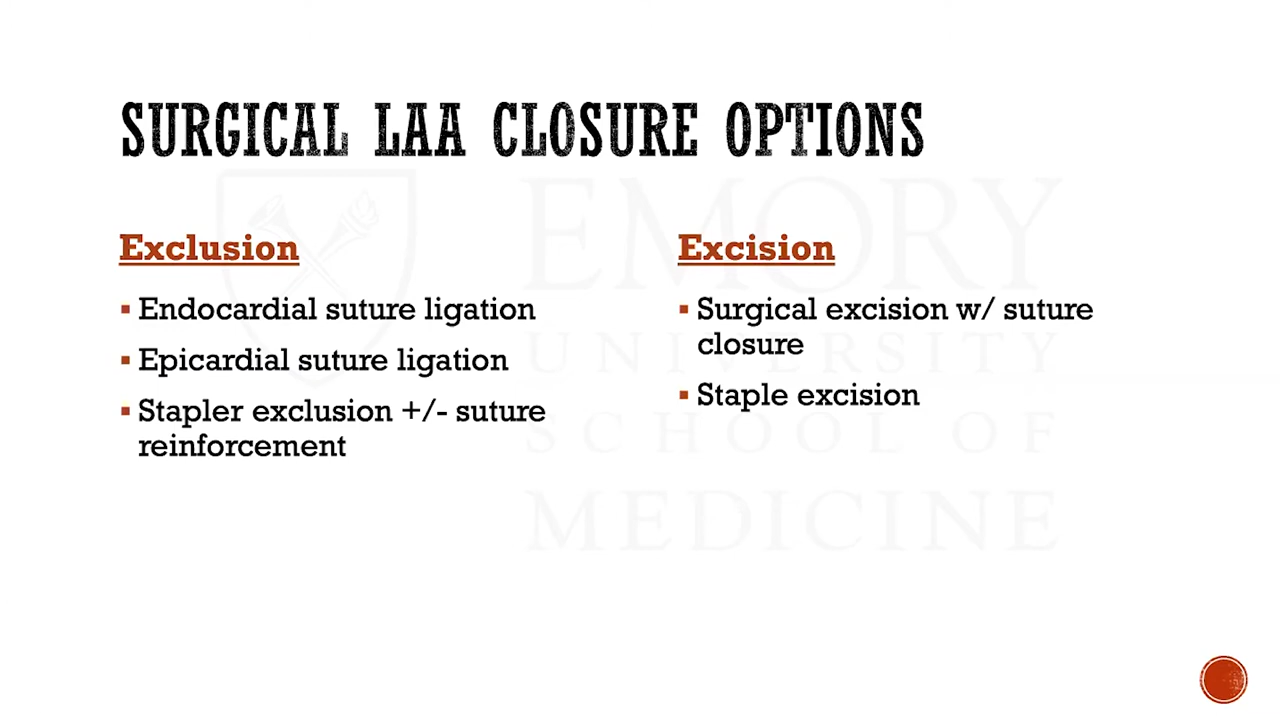 SURGICAL LAA CLOSURE OPTIONS
Exclusion
▪ Endocardial suture ligation
▪ Epicardial suture ligation
▪ Stapler exclusion +/- suture
reinforcement
Excision
▪ Surgical excision w/ suture
closure
▪ Staple excision
EMORY
UNIVERSITY
SCHOOL OF
MEDICINE